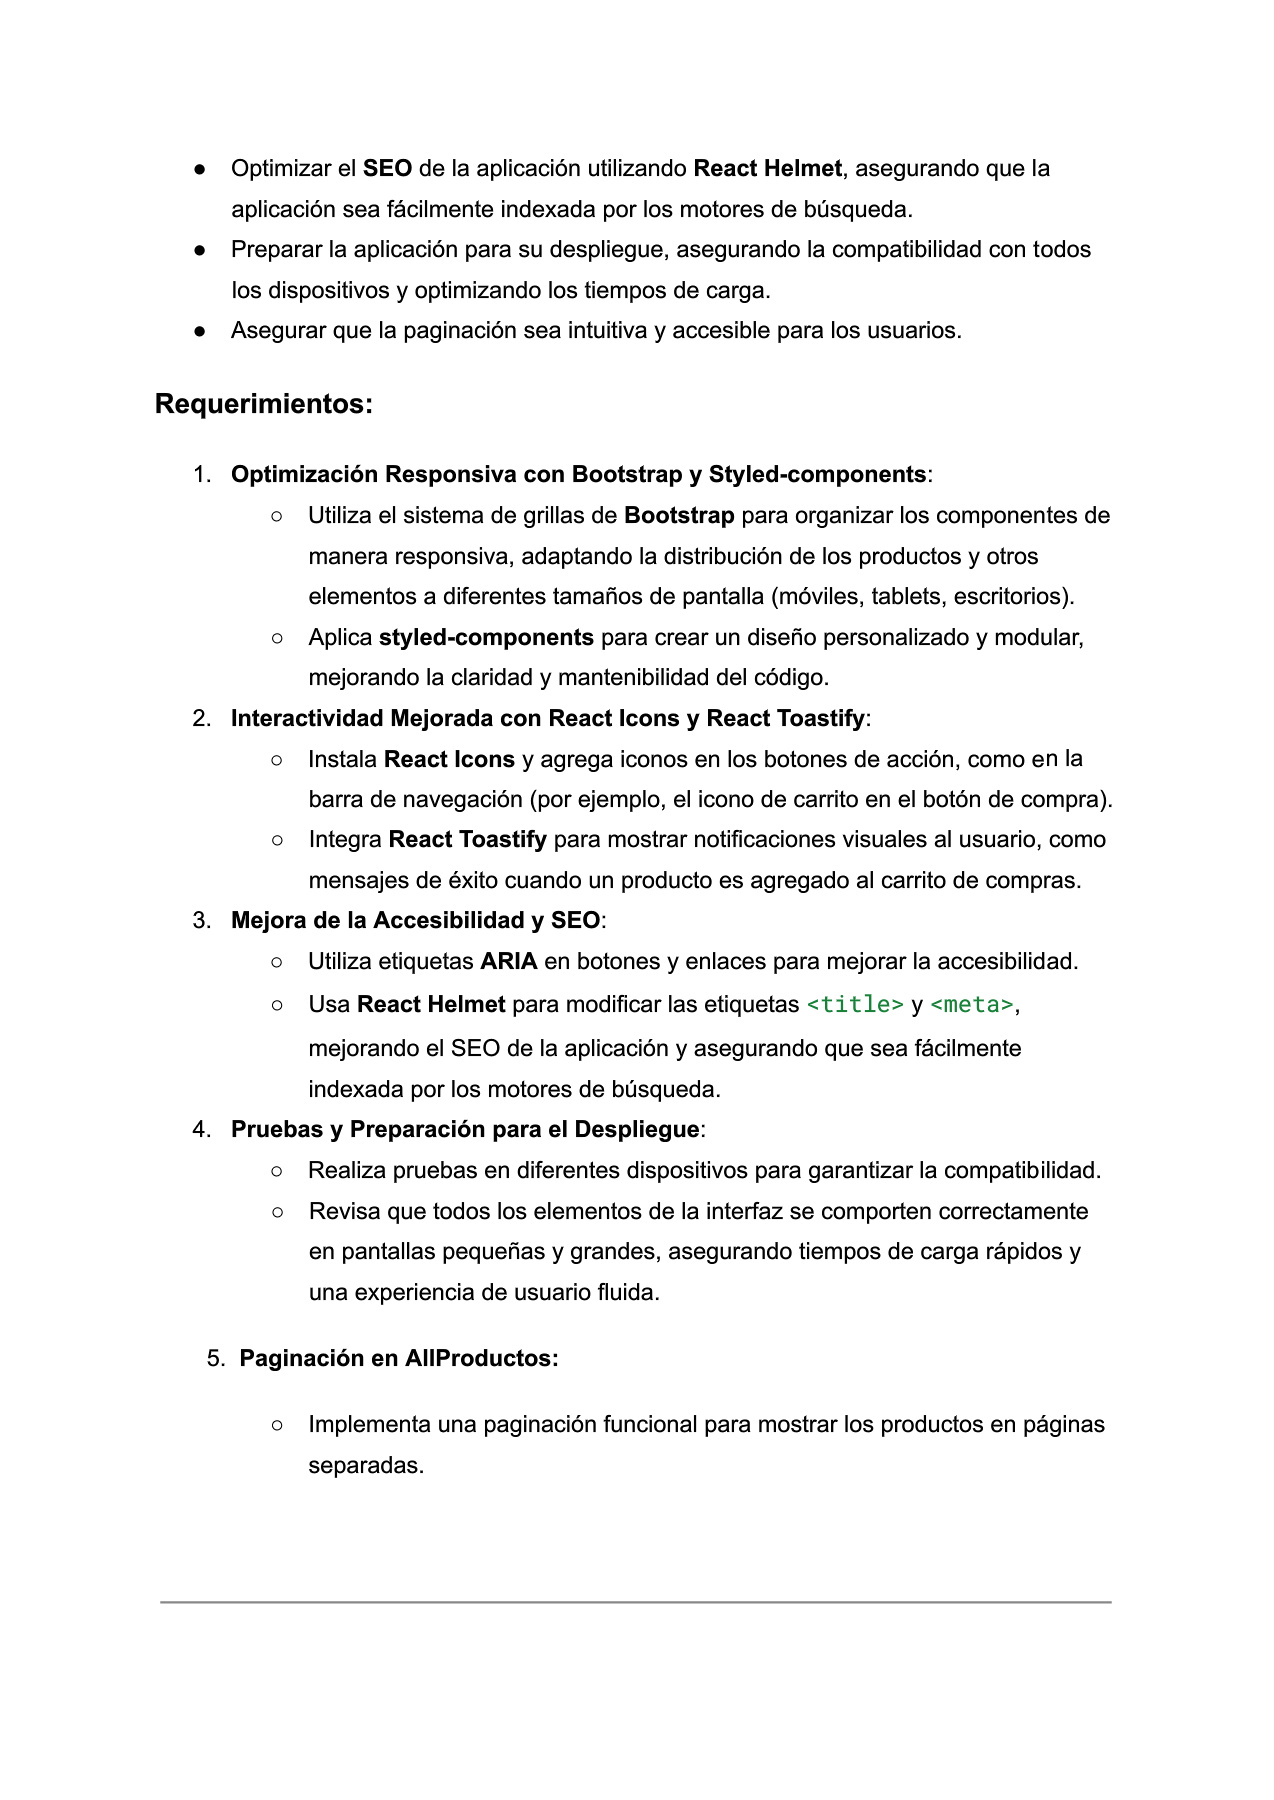 ● Optimizar el SEO de la aplicación utilizando React Helmet, asegurando que la
aplicación sea fácilmente indexada por los motores de búsqueda.
● Preparar la aplicación para su despliegue, asegurando la compatibilidad con todos
los dispositivos y optimizando los tiempos de carga.
● Asegurar que la paginación sea intuitiva y accesible para los usuarios.
Requerimientos:
1. Optimización Responsiva con Bootstrap y Styled-components:
○ Utiliza el sistema de grillas de Bootstrap para organizar los componentes de
manera responsiva, adaptando la distribución de los productos y otros
elementos a diferentes tamaños de pantalla (móviles, tablets, escritorios).
○ Aplica styled-components para crear un diseño personalizado y modular,
mejorando la claridad y mantenibilidad del código.
2. Interactividad Mejorada con React Icons y React Toastify:
○ Instala React Icons y agrega iconos en los botones de acción, como en la
barra de navegación (por ejemplo, el icono de carrito en el botón de compra).
○ Integra React Toastify para mostrar notificaciones visuales al usuario, como
mensajes de éxito cuando un producto es agregado al carrito de compras.
3. Mejora de la Accesibilidad y SEO:
○ Utiliza etiquetas ARIA en botones y enlaces para mejorar la accesibilidad.
○ Usa React Helmet para modificar las etiquetas <title> y <meta>,
mejorando el SEO de la aplicación y asegurando que sea fácilmente
indexada por los motores de búsqueda.
4. Pruebas y Preparación para el Despliegue:
○ Realiza pruebas en diferentes dispositivos para garantizar la compatibilidad.
○ Revisa que todos los elementos de la interfaz se comporten correctamente
en pantallas pequeñas y grandes, asegurando tiempos de carga rápidos y
una experiencia de usuario fluida.
5. Paginación en AllProductos:
○ Implementa una paginación funcional para mostrar los productos en páginas
separadas.